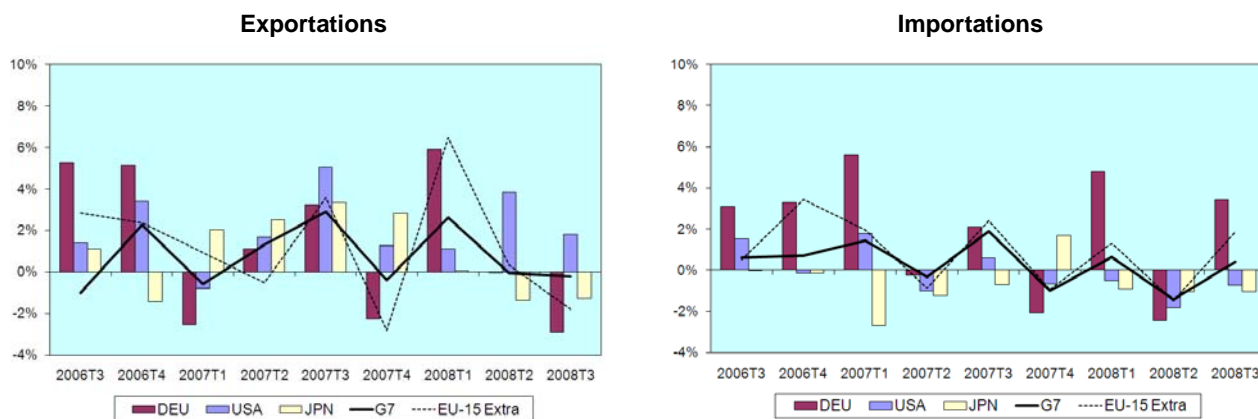 Exportations
10%
8%
6%
4%
2%
0%
-2%
-4%
2006T3 2006T4 2007T1 2007T2 2007T3 2007T4 2008T1 2008T2 2008T3
DEU USA JPN G7 EU-15 Extra
Importations
10%
8%
6%
4%
2%
0%
-2%
-4%
2006T3 2006T4 2007T1 2007T2 2007T3 2007T4 2008T1 2008T2 2008T3
DEU USA JPN G7 EU-15 Extra